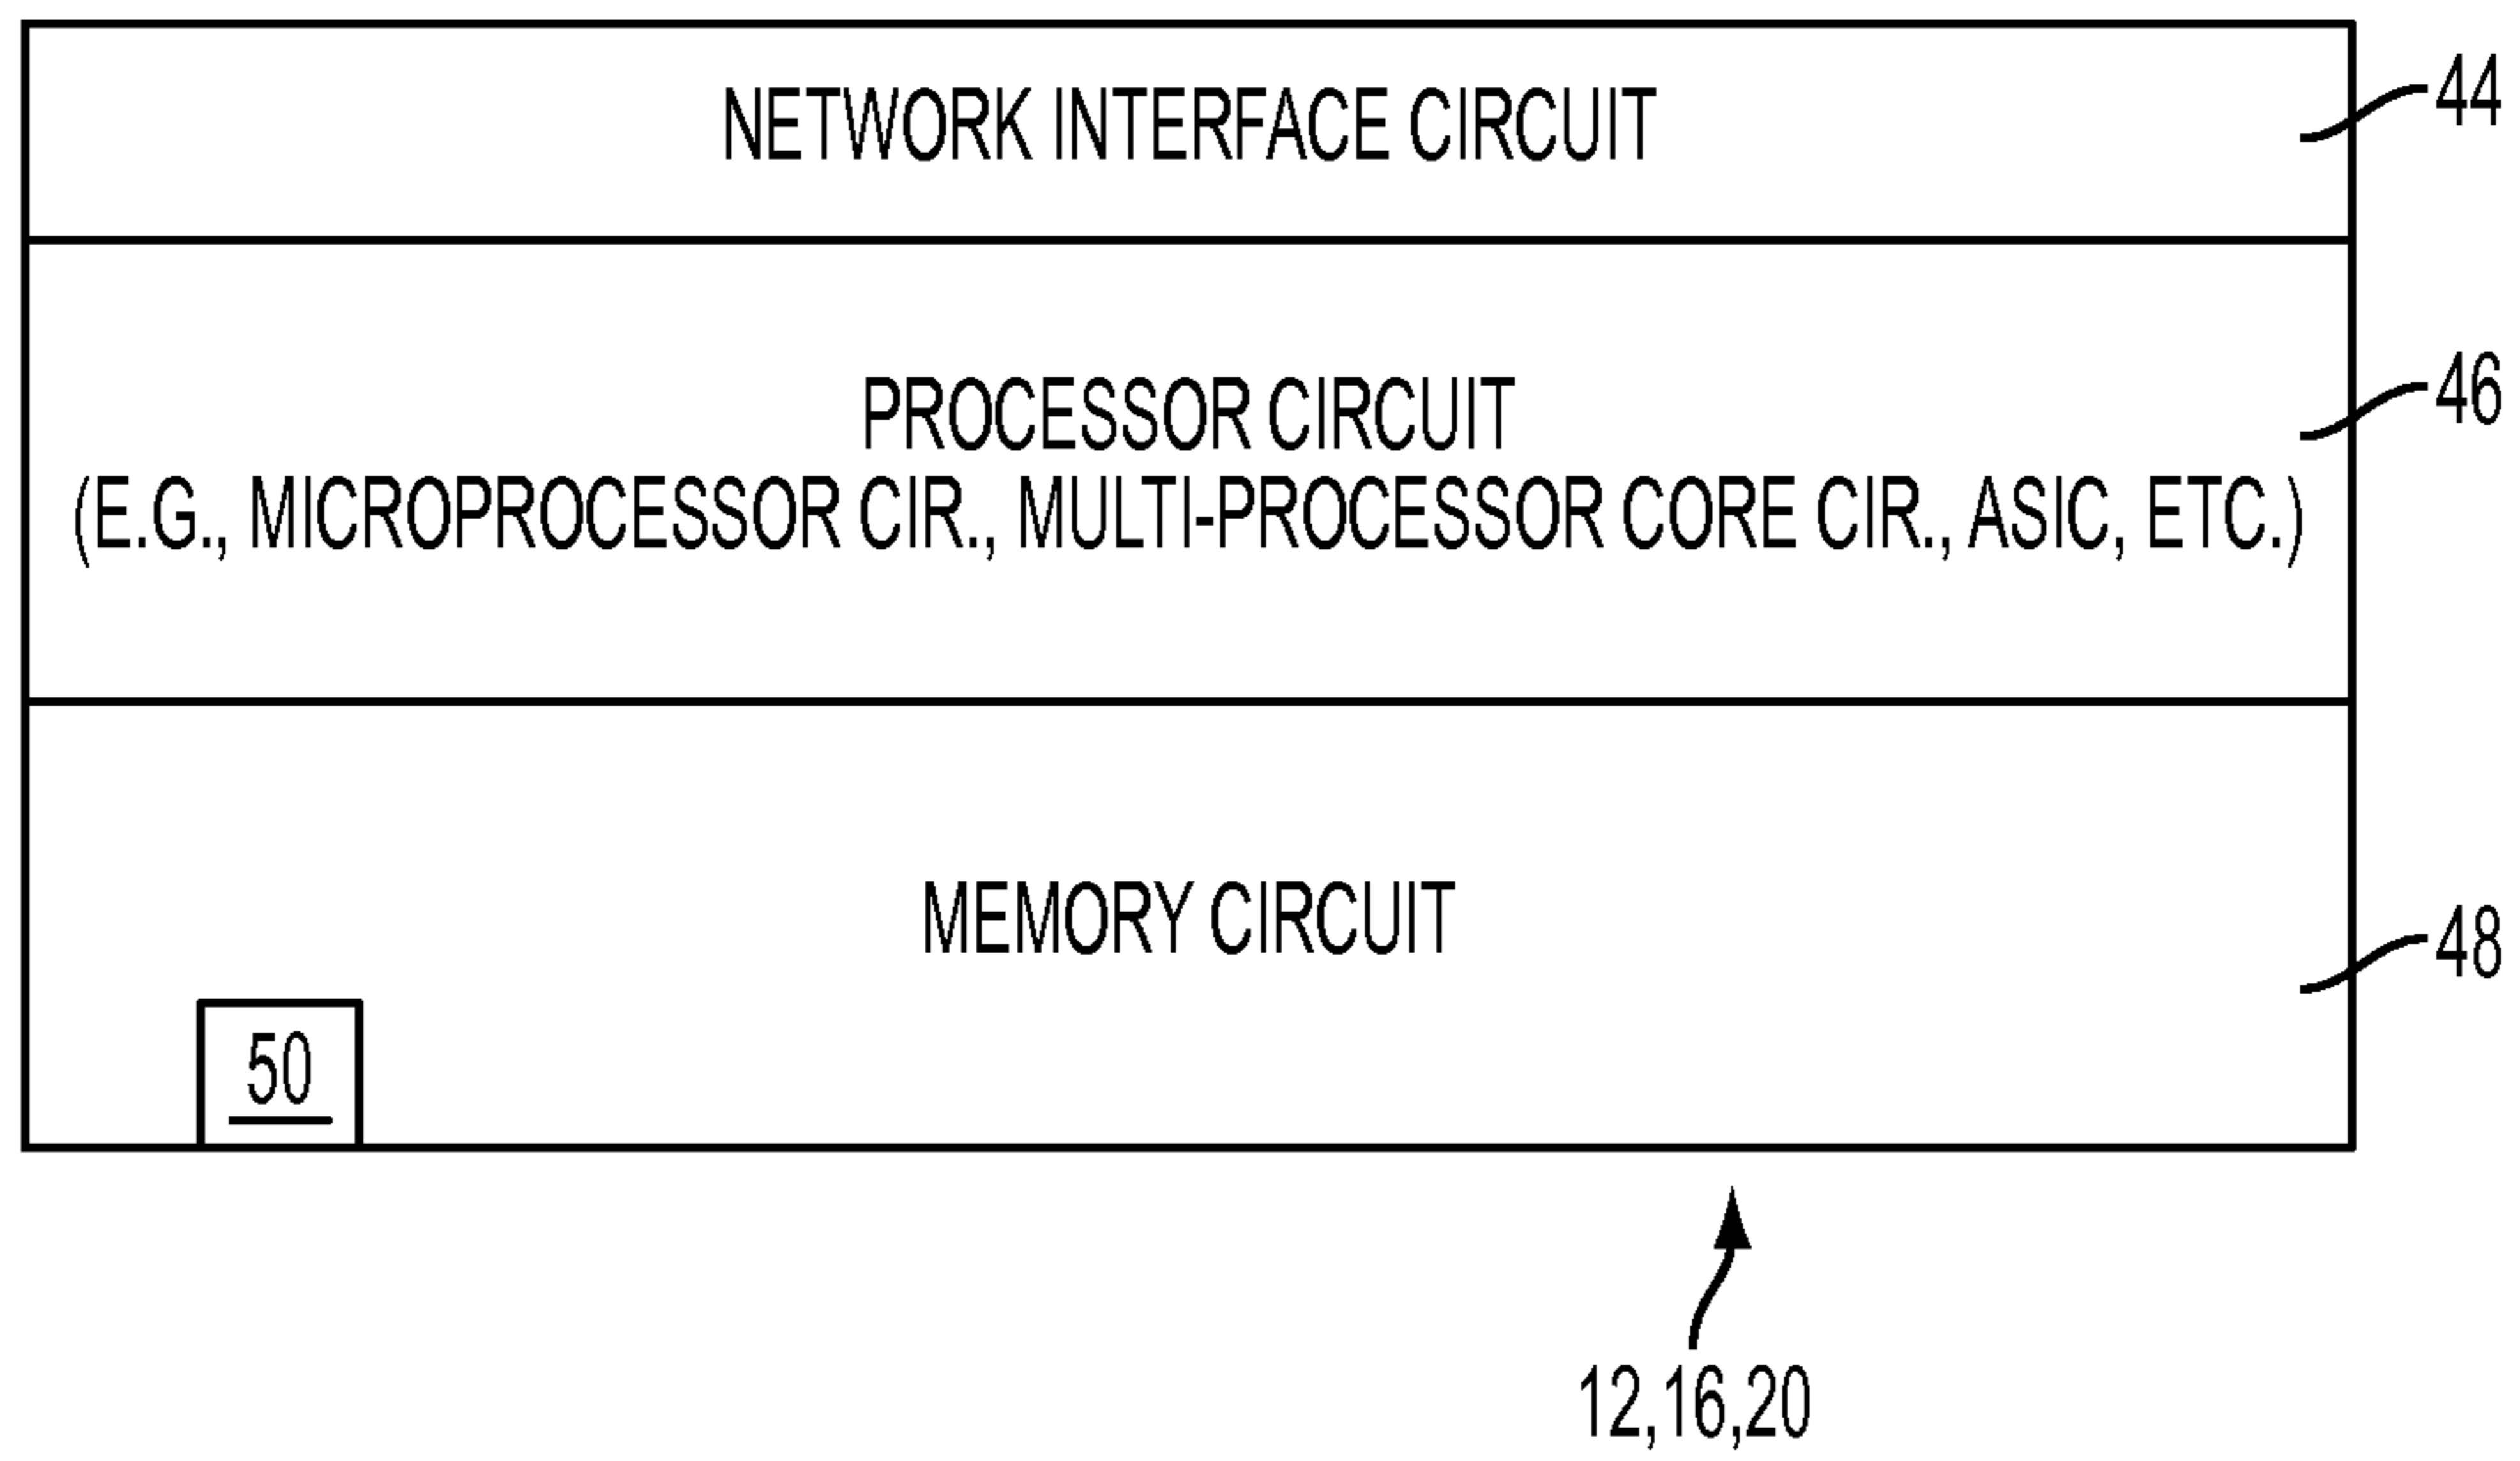 NETWORK INTERFACE CIRCUIT
44
PROCESSOR CIRCUIT
46
(E.G., MICROPROCESSOR CIR., MULTI-PROCESSOR CORE CIR., ASIC, ETC.)
MEMORY CIRCUIT
48
50
12,16,20